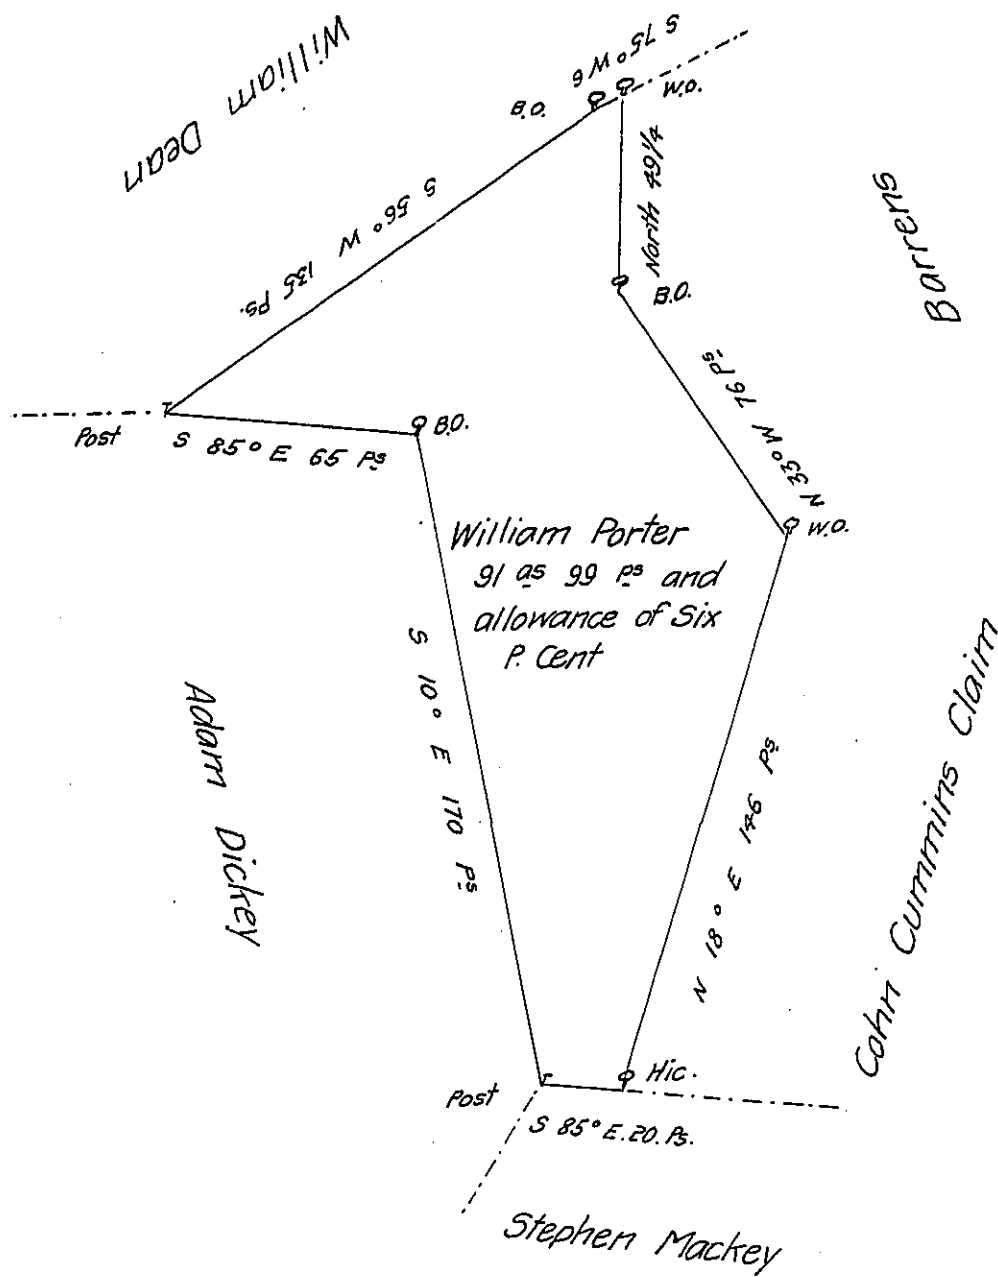 William Dean
S 75° W 6
B.O.
W.O.
S 56° W 135 Ps.
North 49 1/4
Barrens
B.O.
N 33° W 76 Ps
Post
S 85° E 65 Ps
B.O.
W.O.
William Porter
91 as 99 ps and
allowance of Six
P. Cent
S 10° E 170 Ps
Adam Dickey
N 18° E 146 Ps
Cohn Cummins Claim
Post
Hic.
S 85° E. 20. Ps.
Stephen Mackey